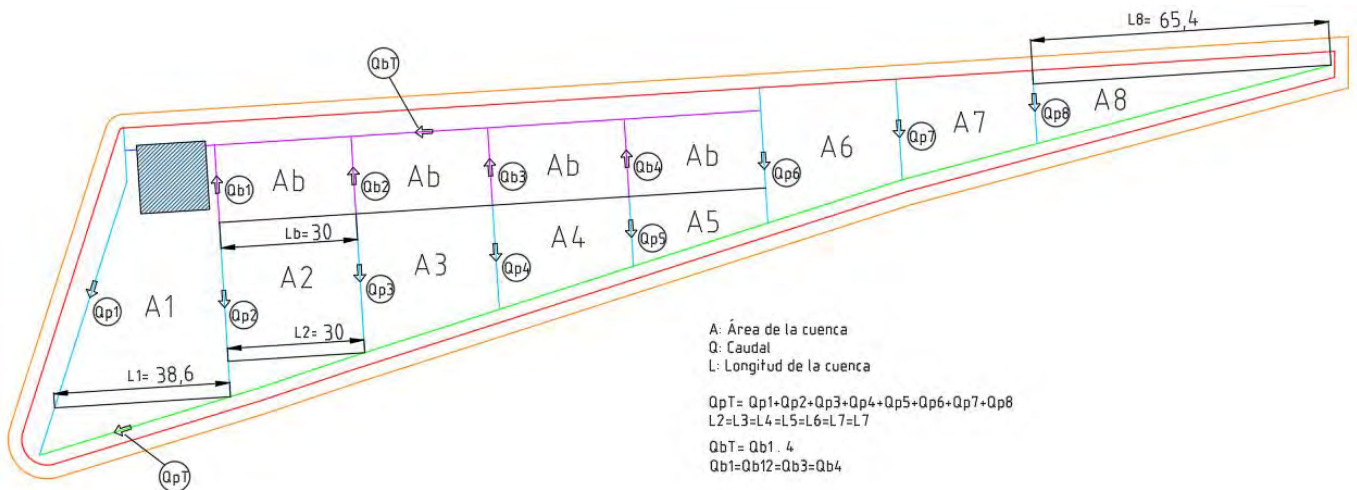 L8= 65,4
QbT
A8
Qp8
A7
Qp7
A6
Qp6
Ab
Ab
Ab
Ab
Qb1
Qb2
Qb3
Qb4
Lb= 30
A5
Qp5
A4
Qp4
A3
Qp3
A2
Qp2
A1
Qp1
L2= 30
L1= 38,6
QpT
A: Área de la cuenca
Q: Caudal
L: Longitud de la cuenca
QpT= Qp1+Qp2+Qp3+Qp4+Qp5+Qp6+Qp7+Qp8
L2=L3=L4=L5=L6=L7=L7
QbT= Qb1 . 4
Qb1=Qb12=Qb3=Qb4